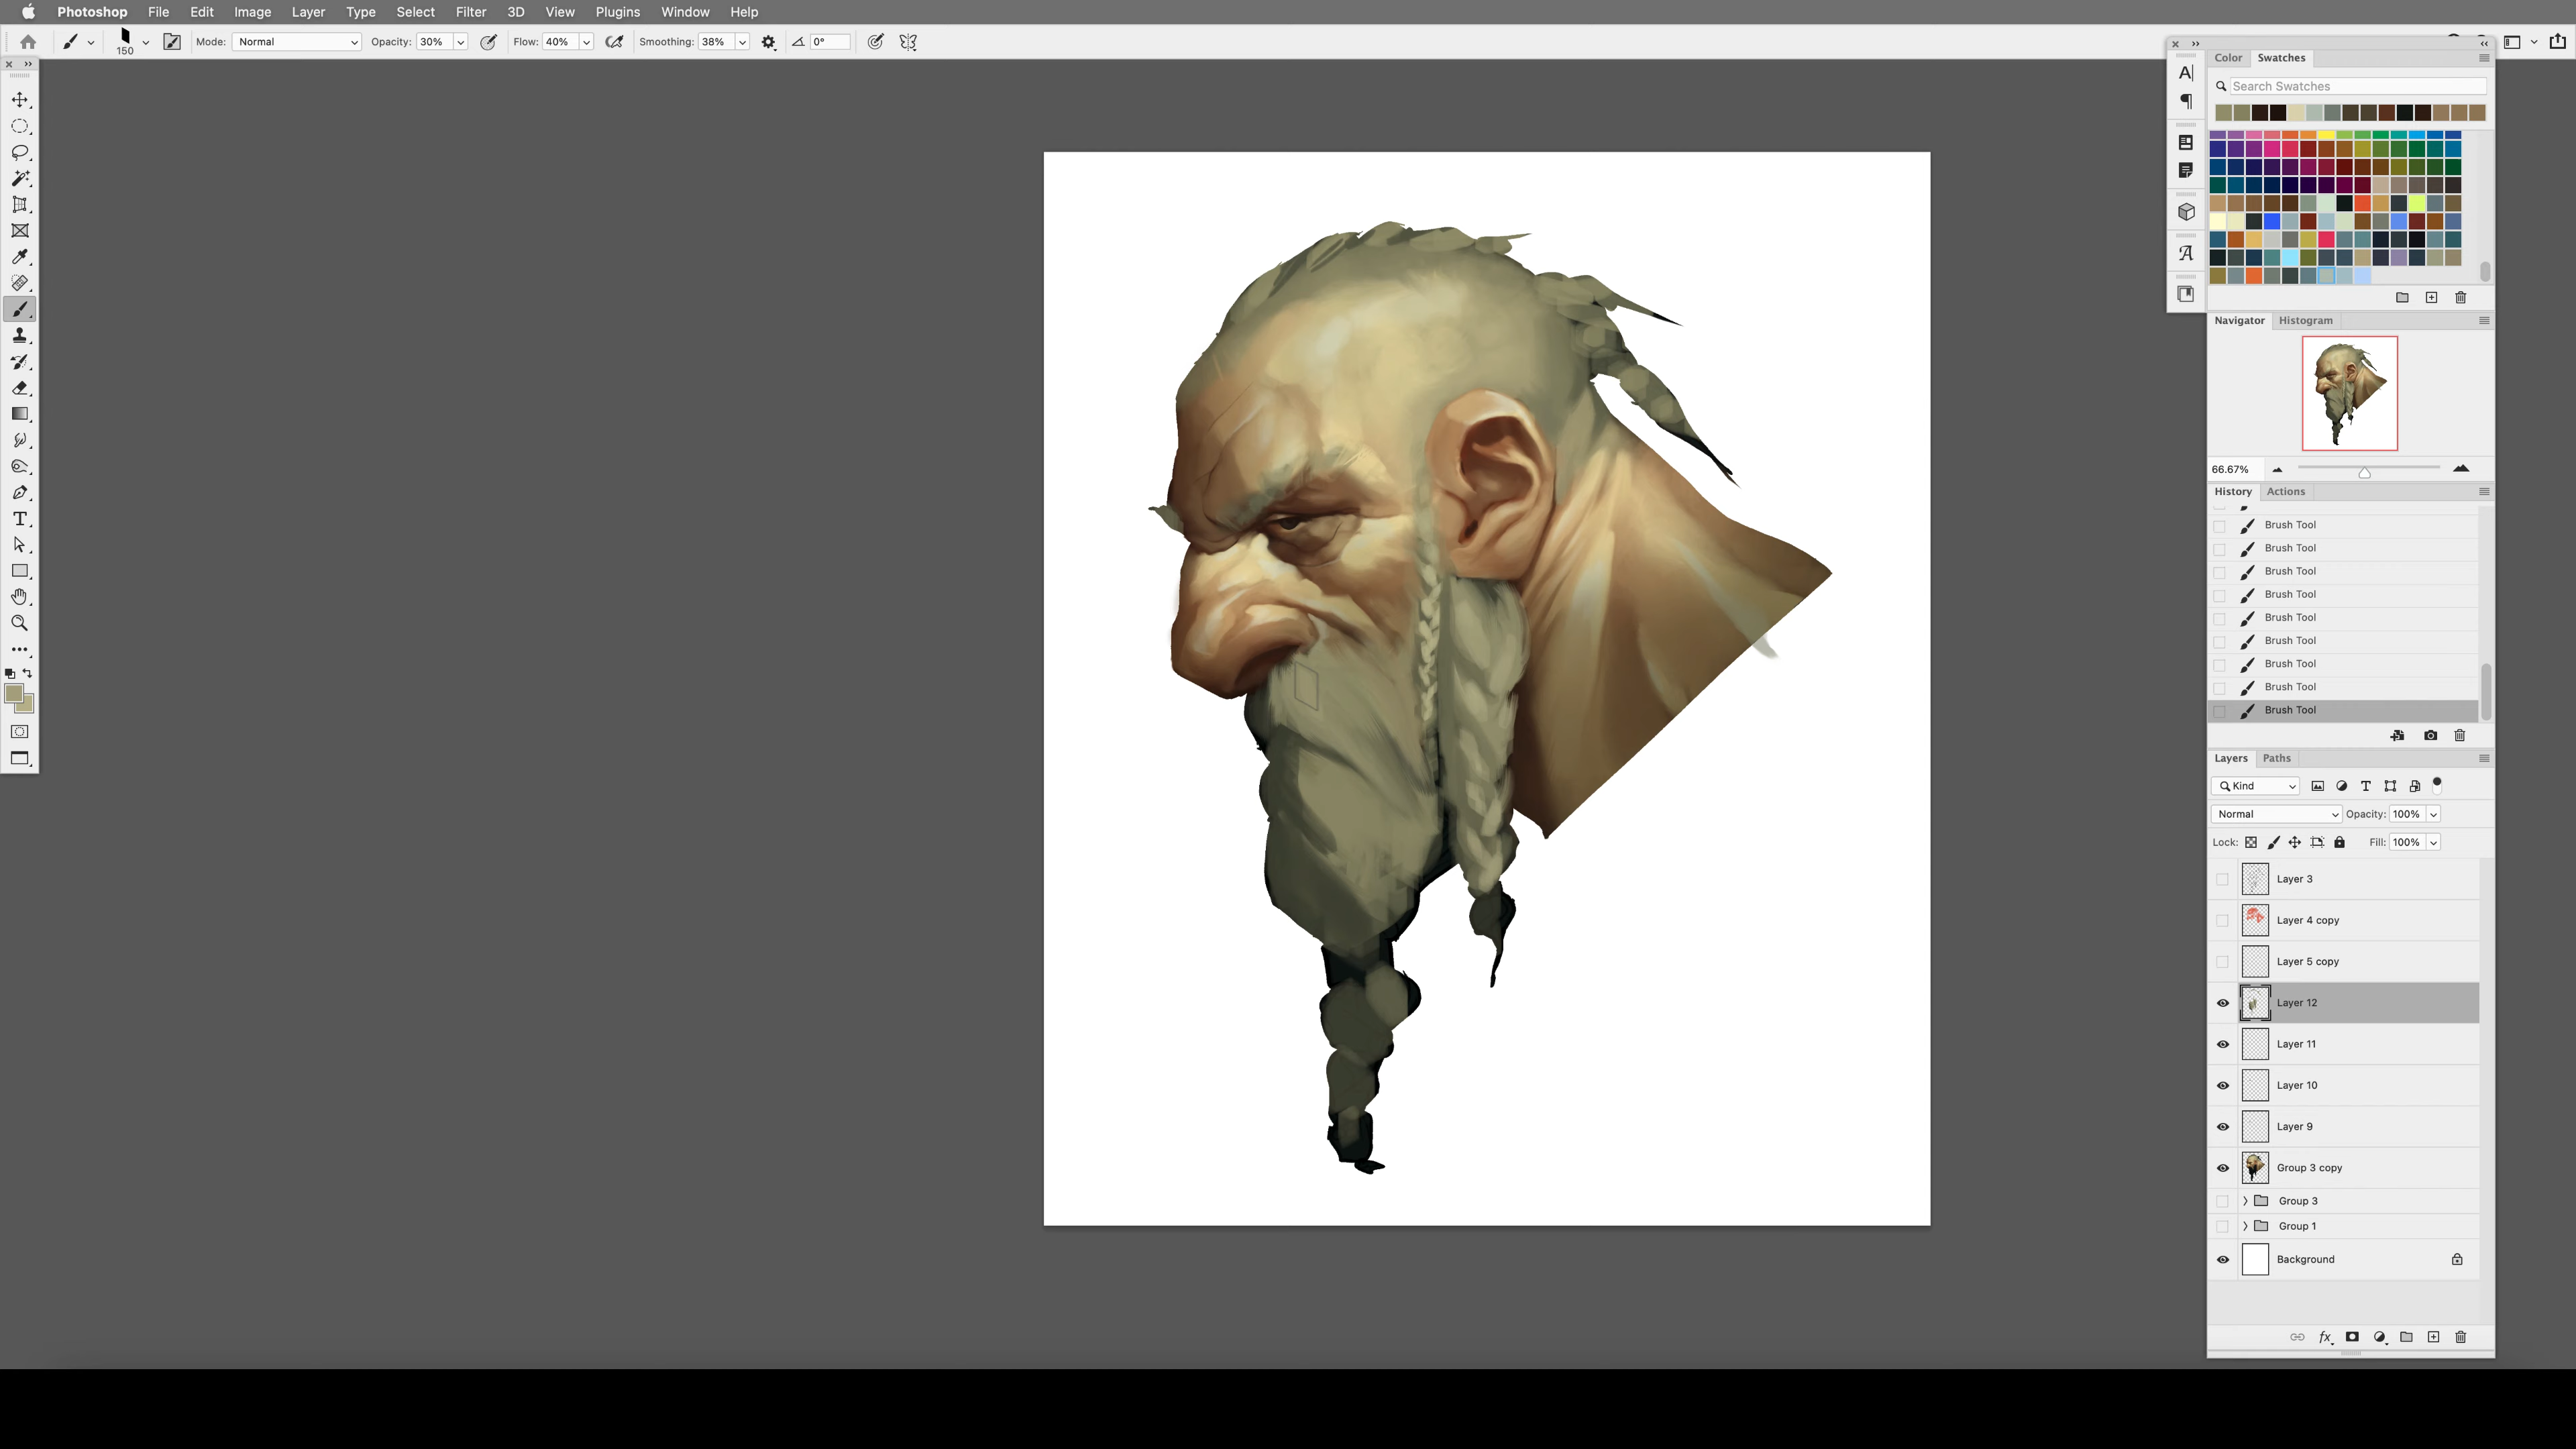 Photoshop File Edit Image Layer Type Select Filter 3D View Plugins Window Help
150 Mode: Normal Opacity: 30% Flow: 40% Smoothing: 38% 0°
Color Swatches
Search Swatches
Navigator Histogram
66.67%
History Actions
Brush Tool
Brush Tool
Brush Tool
Brush Tool
Brush Tool
Brush Tool
Brush Tool
Brush Tool
Brush Tool
Layers Paths
Kind
Normal Opacity: 100%
Lock: Fill: 100%
Layer 3
Layer 4 copy
Layer 5 copy
Layer 12
Layer 11
Layer 10
Layer 9
Group 3 copy
Group 3
Group 1
Background
fx